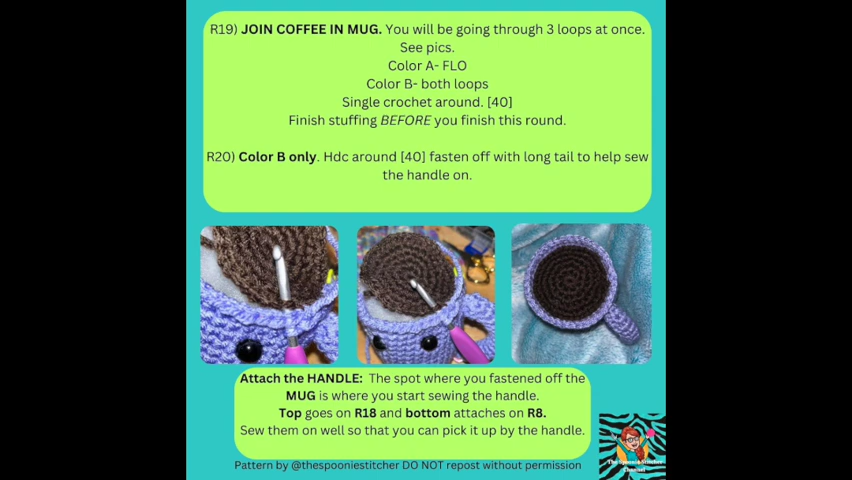 R19) JOIN COFFEE IN MUG. You will be going through 3 loops at once.
See pics.
Color A- FLO
Color B- both loops
Single crochet around. [40]
Finish stuffing BEFORE you finish this round.
R20) Color B only. Hdc around [40] fasten off with long tail to help sew
the handle on.
Attach the HANDLE: The spot where you fastened off the
MUG is where you start sewing the handle.
Top goes on R18 and bottom attaches on R8.
Sew them on well so that you can pick it up by the handle.
Pattern by @thespooniestitcher DO NOT repost without permission